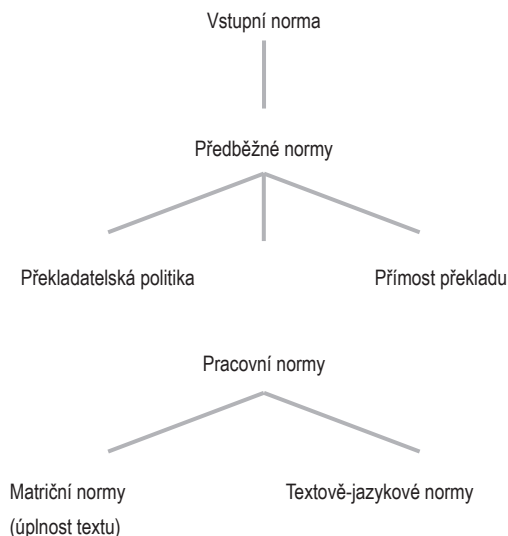 Vstupní norma
Předběžné normy
Překladatelská politika
Přímost překladu
Pracovní normy
Matriční normy
(úplnost textu)
Textově-jazykové normy